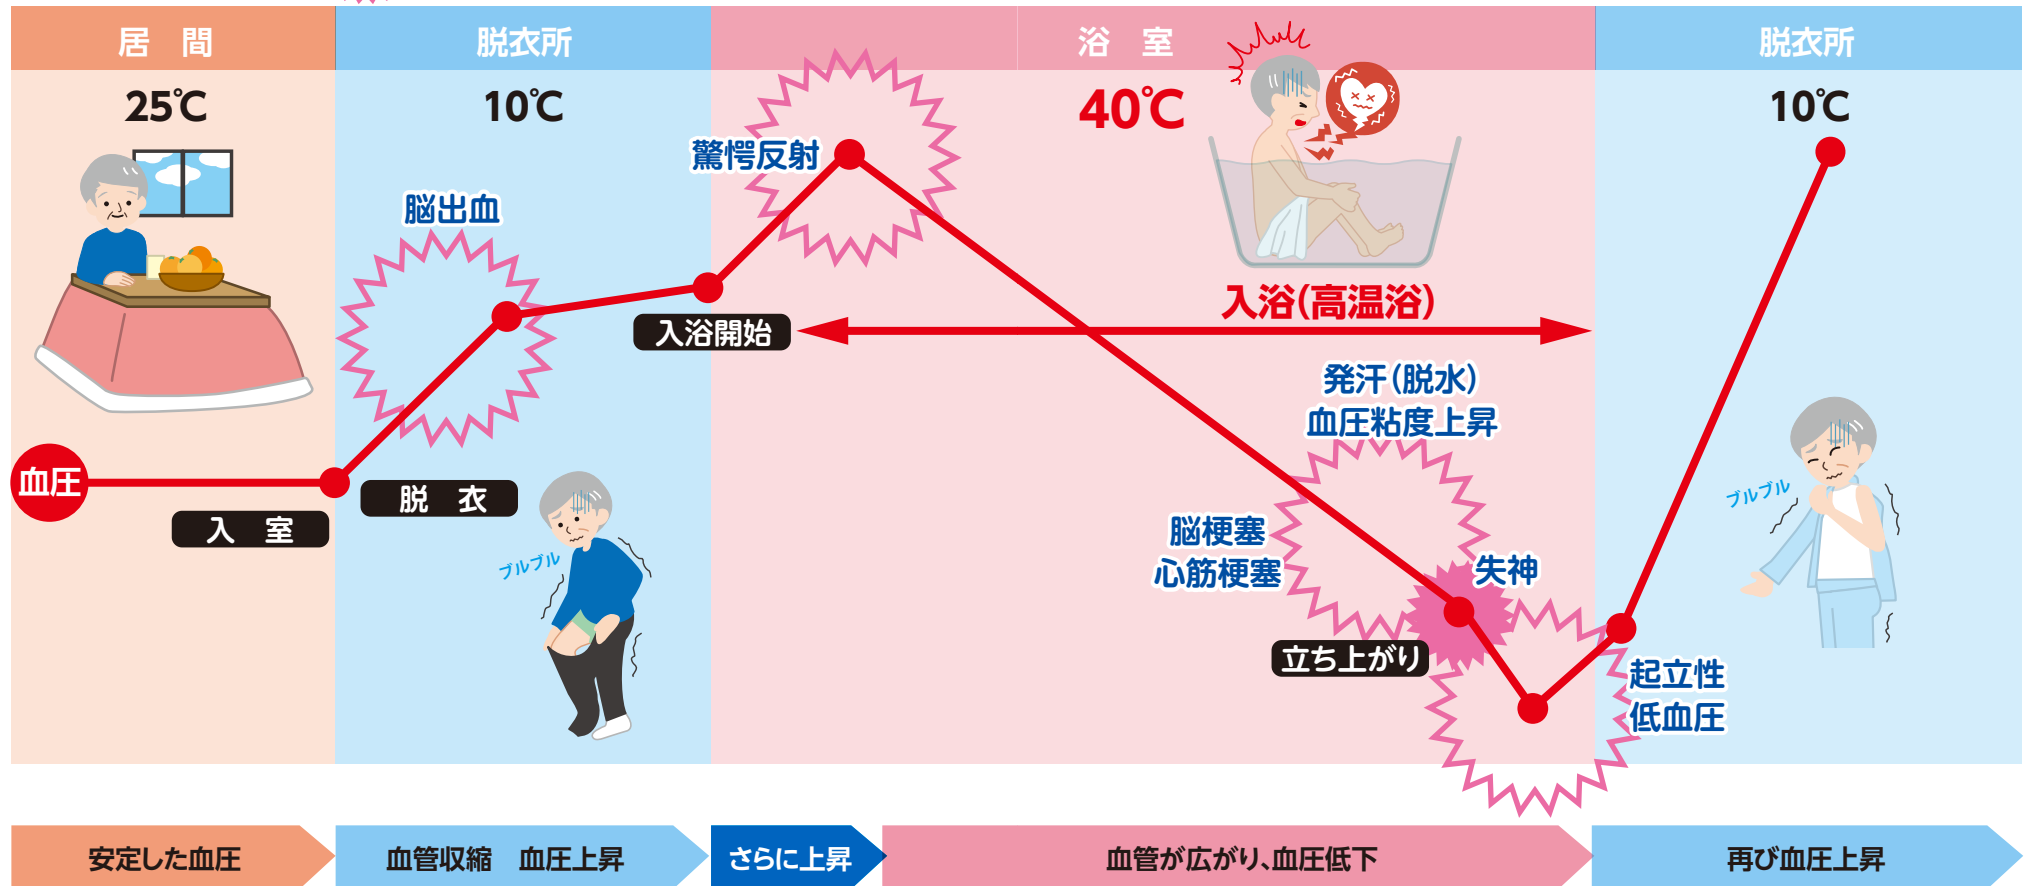 居 間
脱衣所
浴 室
脱衣所
25℃
10℃
40℃
10℃
驚愕反射
脳出血
入浴(高温浴)
入浴開始
発汗(脱水)
血圧粘度上昇
血圧
入 室
脱 衣
ブルブル
脳梗塞
心筋梗塞
失神
立ち上がり
起立性
低血圧
ブルブル
安定した血圧
血管収縮 血圧上昇
さらに上昇
血管が広がり、血圧低下
再び血圧上昇